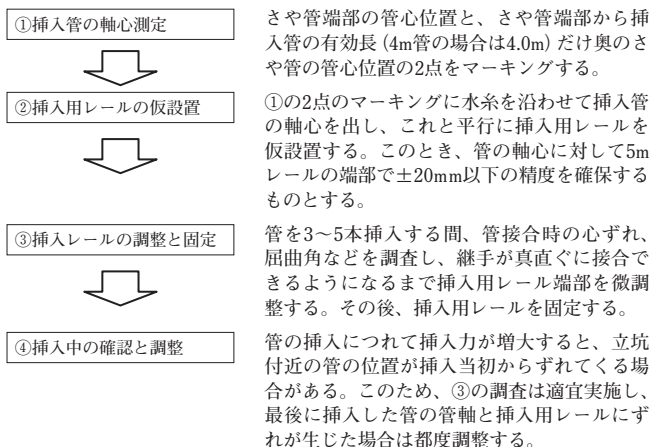 ①挿入管の軸心測定
さや管端部の管心位置と、さや管端部から挿
入管の有効長(4m管の場合は4.0m)だけ奥のさ
や管の管心位置の2点をマーキングする。
②挿入用レールの仮設置
①の2点のマーキングに水糸を沿わせて挿入管
の軸心を出し、これと平行に挿入用レールを
仮設置する。このとき、管の軸心に対して5m
レールの端部で±20mm以下の精度を確保する
ものとする。
③挿入レールの調整と固定
管を3〜5本挿入する間、管接合時の心ずれ、
屈曲角などを調査し、継手が真直ぐに接合で
きるようになるまで挿入用レール端部を微調
整する。その後、挿入用レールを固定する。
④挿入中の確認と調整
管の挿入につれて挿入力が増大すると、立坑
付近の管の位置が挿入当初からずれてくる場
合がある。このため、③の調査は適宜実施し、
最後に挿入した管の管軸と挿入用レールにず
れが生じた場合は都度調整する。